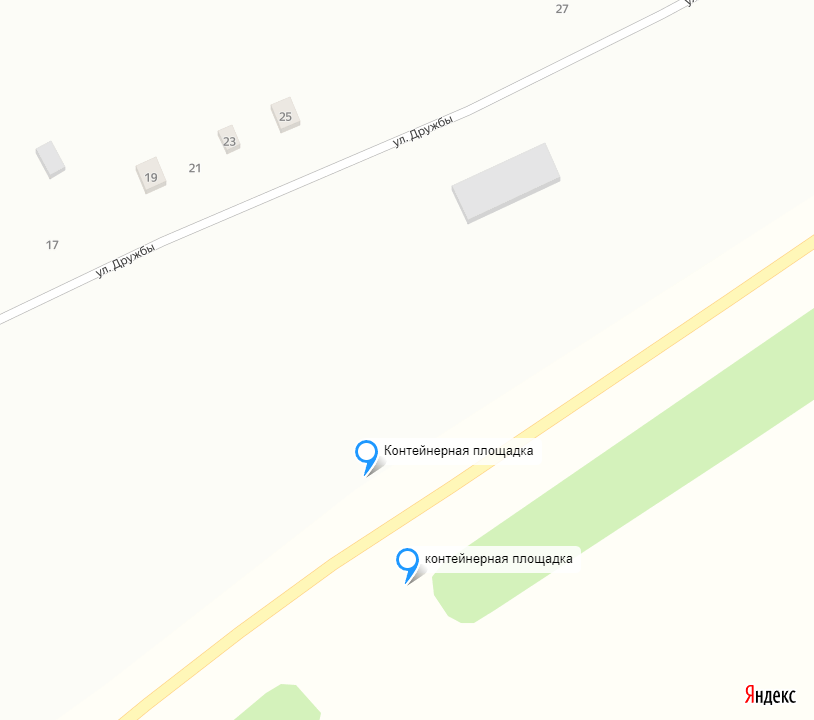 27
25
ул. Дружбы
23
21
19
17
ул. Дружбы
Контейнерная площадка
контейнерная площадка
Яндекс